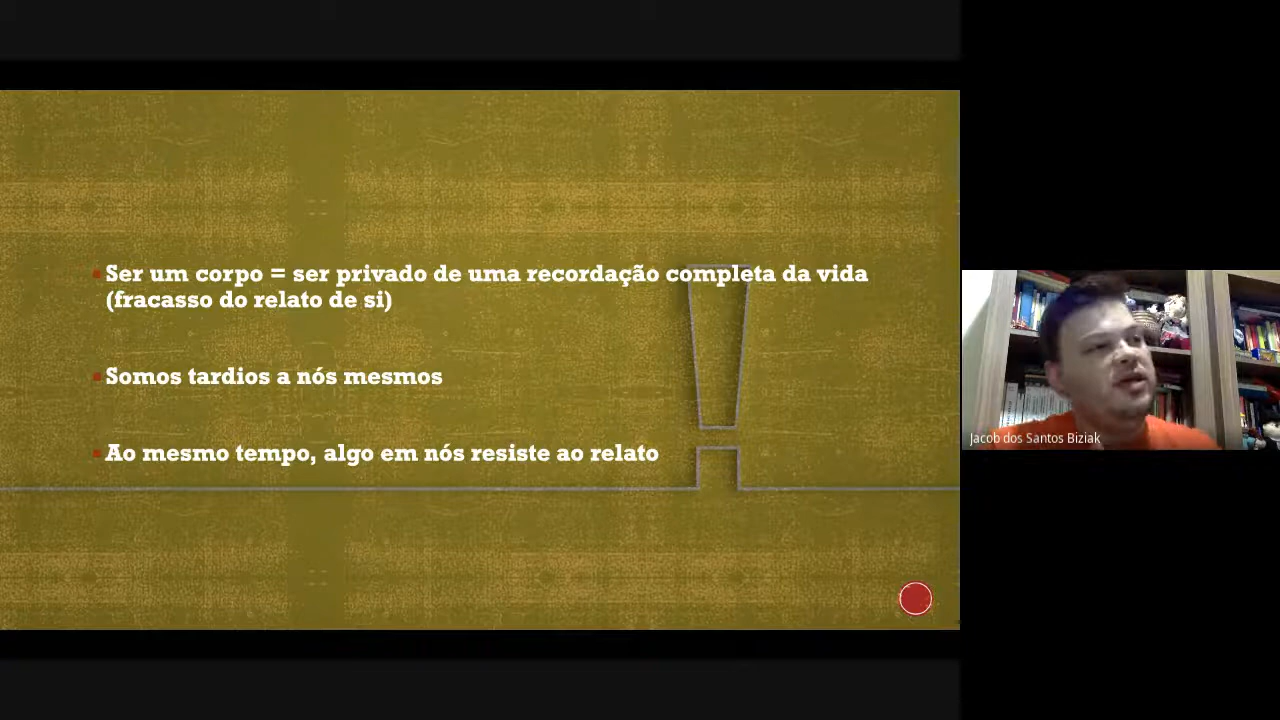 Ser um corpo = ser privado de uma recordação completa da vida
(fracasso do relato de si)
Somos tardios a nós mesmos
Ao mesmo tempo, algo em nós resiste ao relato
Jacob dos Santos Biziak